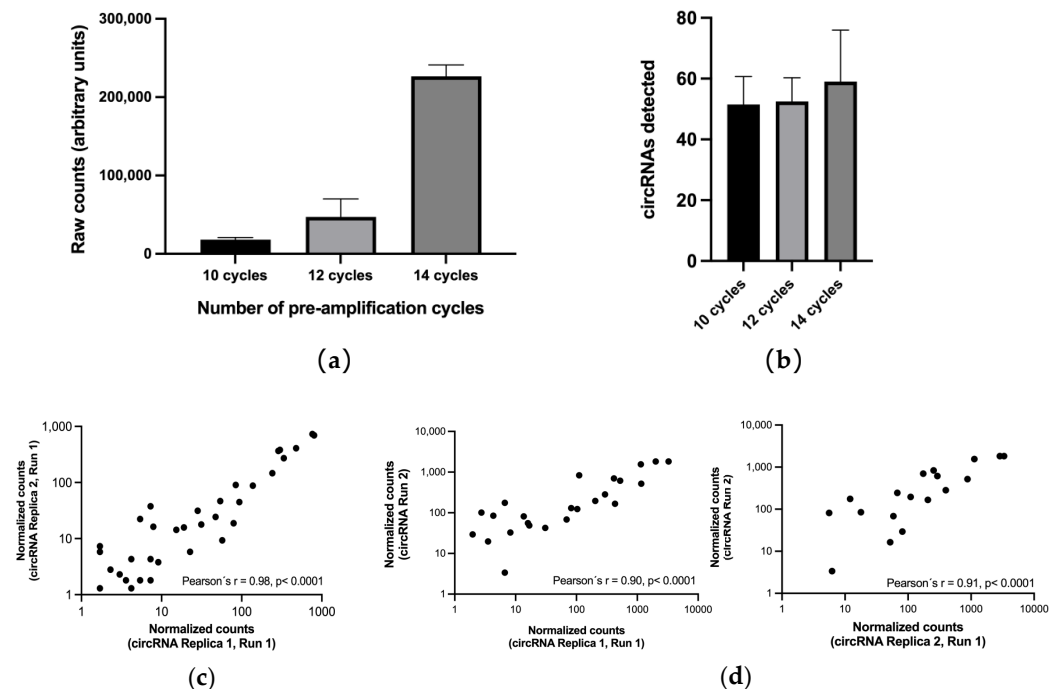 300,000
200,000
100,000
0
Raw counts (arbitrary units)
10 cycles
12 cycles
14 cycles
Number of pre-amplification cycles
(a)
80
60
40
20
0
circRNAs detected
10 cycles
12 cycles
14 cycles
(b)
Normalized counts
(circRNA Replica 2, Run 1)
1,000
100
10
1
1
10
100
1000
Pearson´s r = 0.98, p< 0.0001
Normalized counts
(circRNA Replica 1, Run 1)
(c)
Normalized counts
(circRNA Run 2)
10,000
1,000
100
10
1
1
10
100
1000
10000
Pearson´s r = 0.90, p< 0.0001
Normalized counts
(circRNA Replica 1, Run 1)
Normalized counts
(circRNA Run 2)
10,000
1,000
100
10
1
1
10
100
1000
10000
Pearson´s r = 0.91, p< 0.0001
Normalized counts
(circRNA Replica 2, Run 1)
(d)